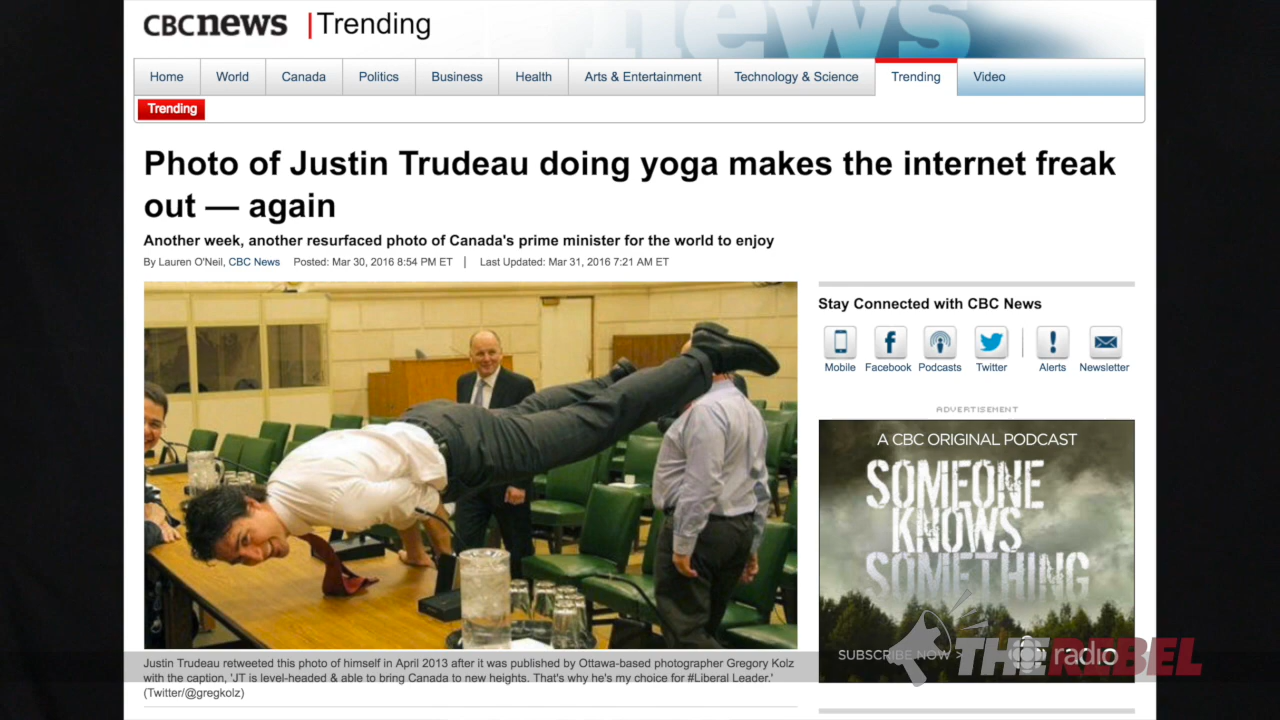 CBCnews | Trending
news
Home World Canada Politics Business Health Arts & Entertainment Technology & Science Trending Video
Trending
Photo of Justin Trudeau doing yoga makes the internet freak
out — again
Another week, another resurfaced photo of Canada's prime minister for the world to enjoy
By Lauren O'Neil, CBC News Posted: Mar 30, 2016 8:54 PM ET | Last Updated: Mar 31, 2016 7:21 AM ET
Stay Connected with CBC News
Mobile Facebook Podcasts Twitter Alerts Newsletter
ADVERTISEMENT
A CBC ORIGINAL PODCAST
SOMEONE
KNOWS
SOMETHING
SUBSCRIBE NOW >
radio
THE REBEL
Justin Trudeau retweeted this photo of himself in April 2013 after it was published by Ottawa-based photographer Gregory Kolz
with the caption, 'JT is level-headed & able to bring Canada to new heights. That's why he's my choice for #Liberal Leader.'
(Twitter/@gregkolz)